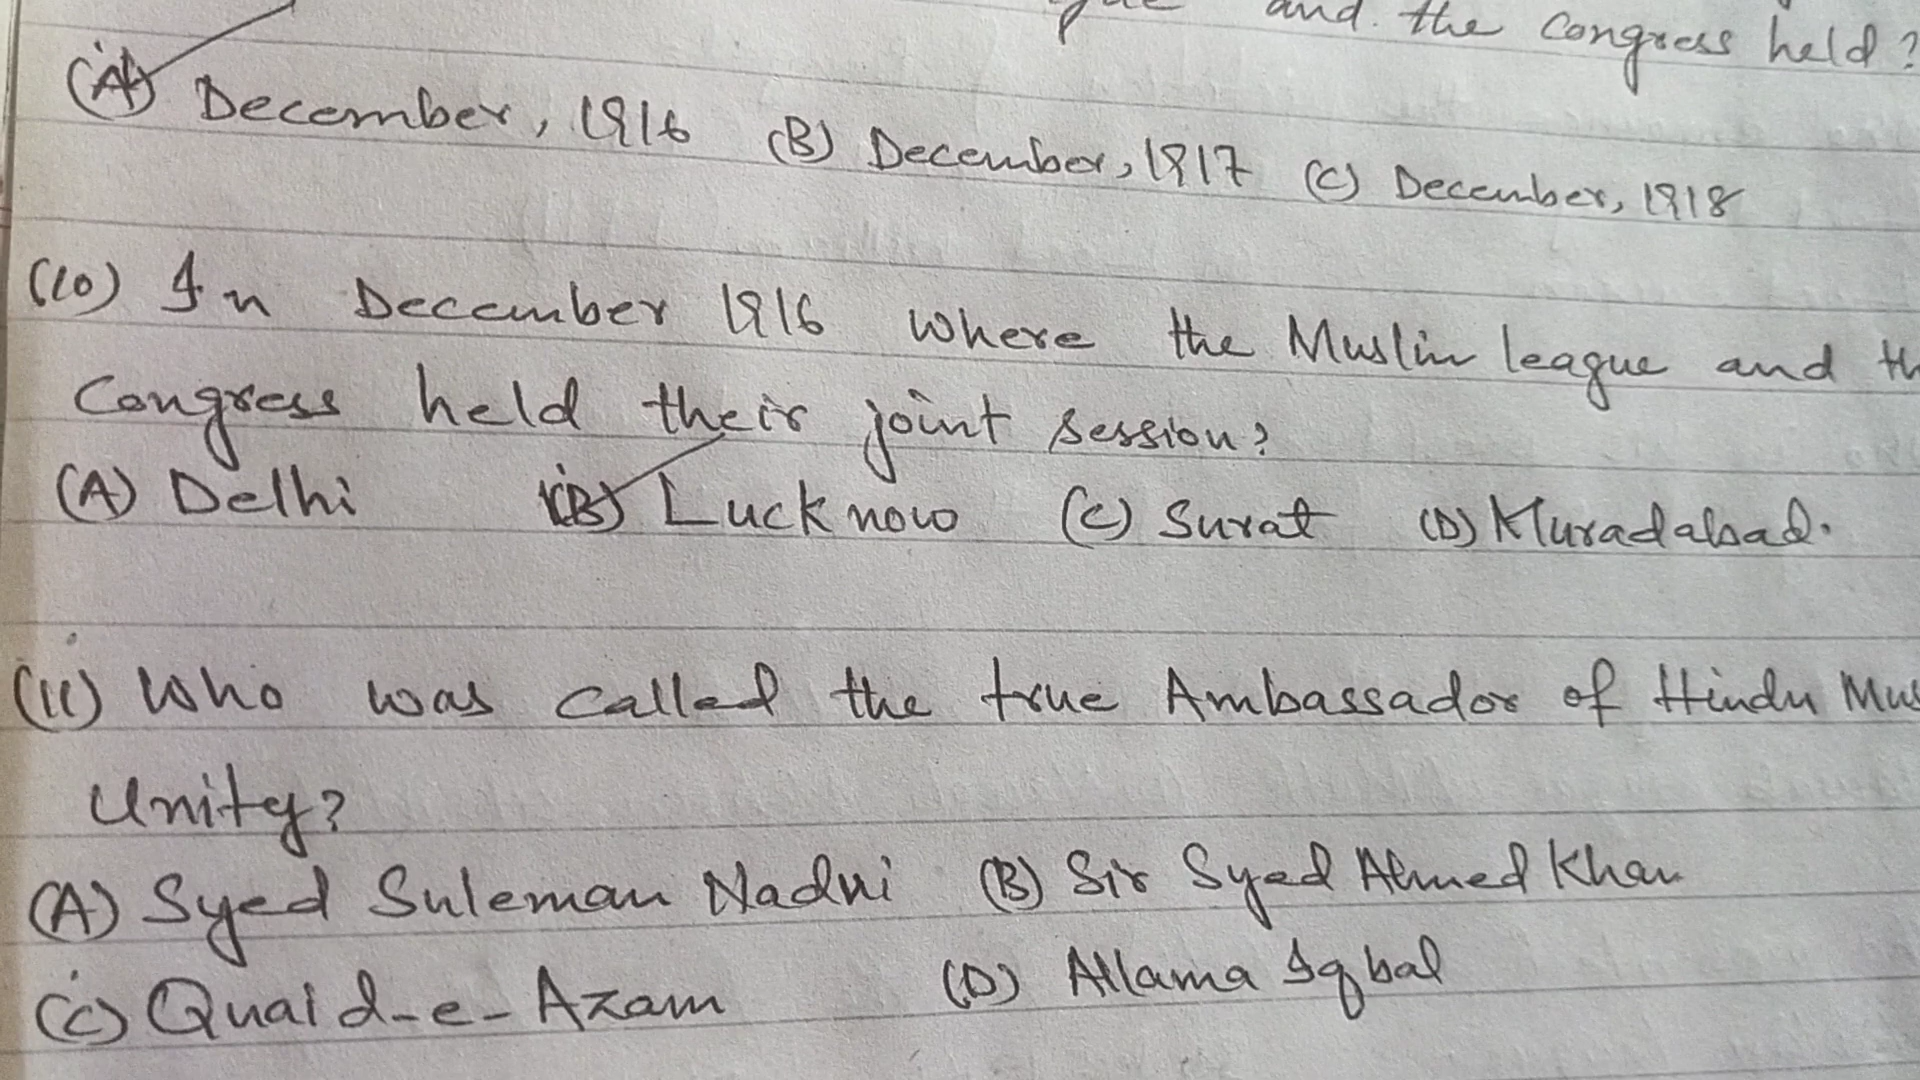 and the Congress held?
(A) December, 1916 (B) December, 1917 (C) December, 1918
(10) In December 1916 where the Muslim league and th
Congress held their joint session?
(A) Delhi (B) Lucknow (C) Surat (D) Muradabad.
(11) Who was called the true Ambassador of Hindu Mus
Unity?
(A) Syed Suleman Nadvi (B) Sir Syed Ahmed Khan
(C) Quaid-e-Azam (D) Allama Iqbal